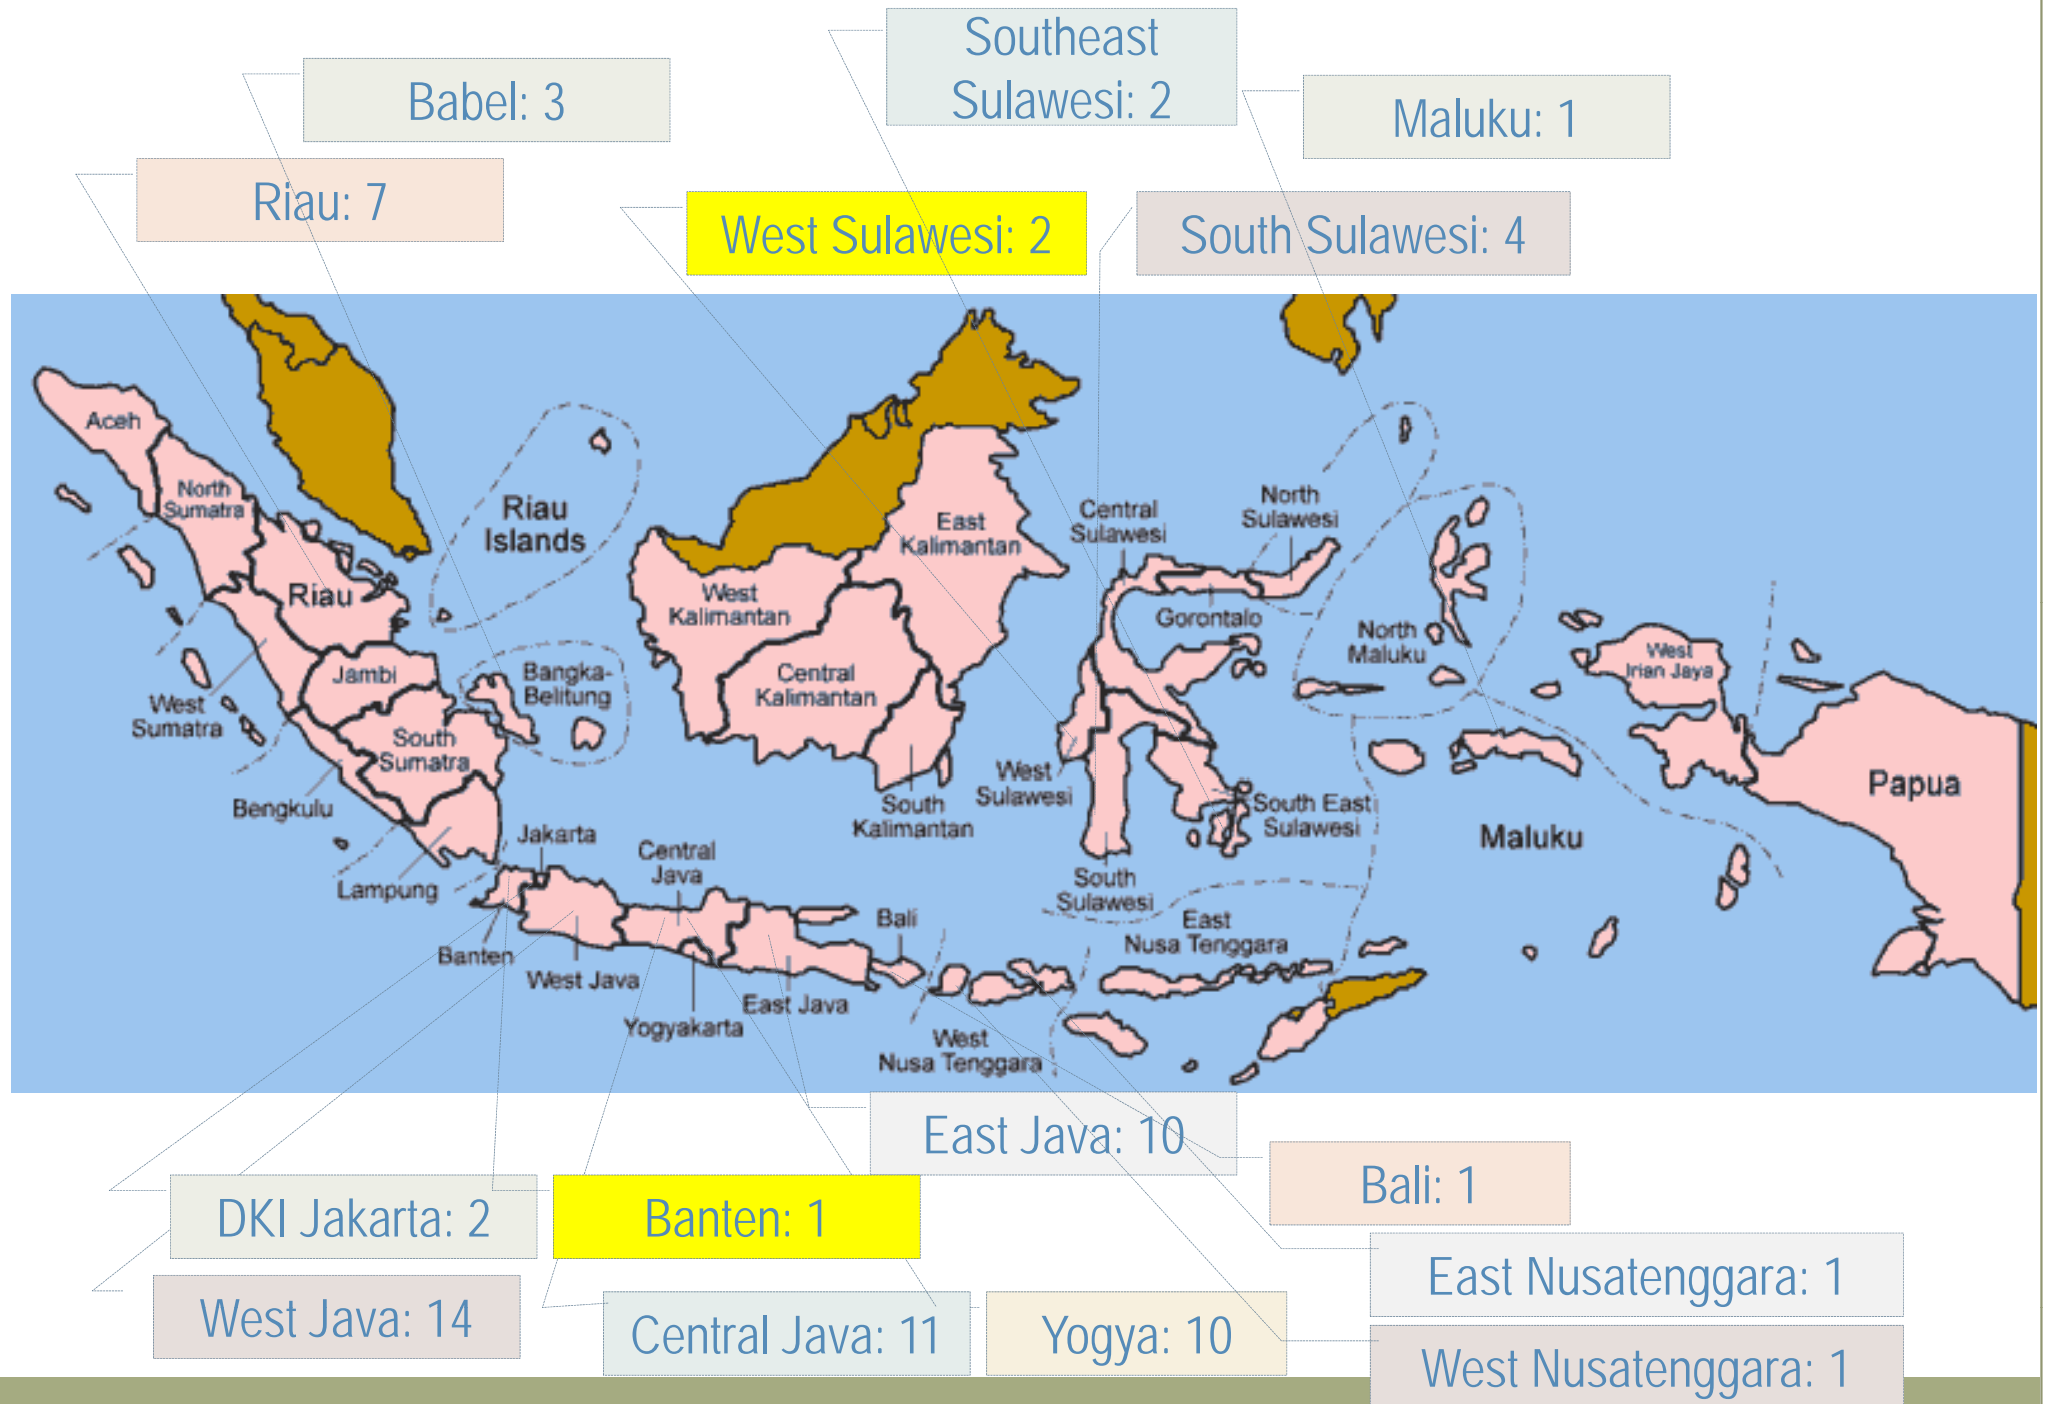 Southeast
Sulawesi: 2
Babel: 3
Maluku: 1
Riau: 7
West Sulawesi: 2
South Sulawesi: 4
Aceh
North
Sumatra
Riau
Islands
Riau
Jambi
West
Sumatra
Bangka-
Belitung
South
Sumatra
Bengkulu
Lampung
West
Kalimantan
East
Kalimantan
Central
Kalimantan
South
Kalimantan
Central
Sulawesi
North
Sulawesi
Gorontalo
North
Maluku
West
Irian Jaya
West
Sulawesi
South East
Sulawesi
South
Sulawesi
Maluku
Papua
Jakarta
Central
Java
Banten
West Java
Yogyakarta
East Java
Bali
West
Nusa Tenggara
East
Nusa Tenggara
East Java: 10
Bali: 1
DKI Jakarta: 2
Banten: 1
East Nusatenggara: 1
West Java: 14
Central Java: 11
Yogya: 10
West Nusatenggara: 1